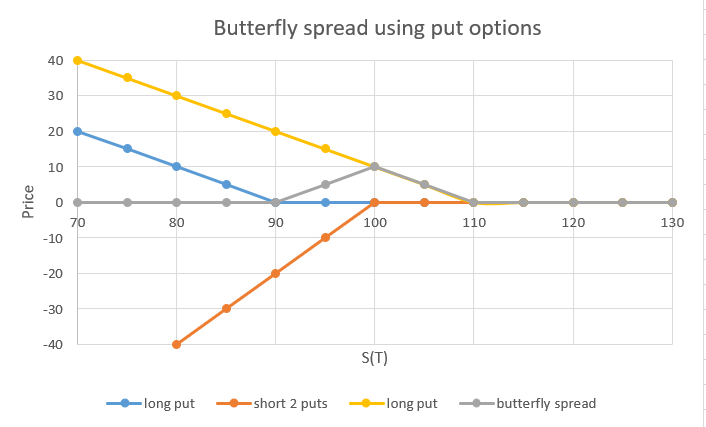 Butterfly spread using put options
40
30
20
10
0
-10
-20
-30
-40
70 80 90 100 110 120 130
Price
S(T)
long put short 2 puts long put butterfly spread